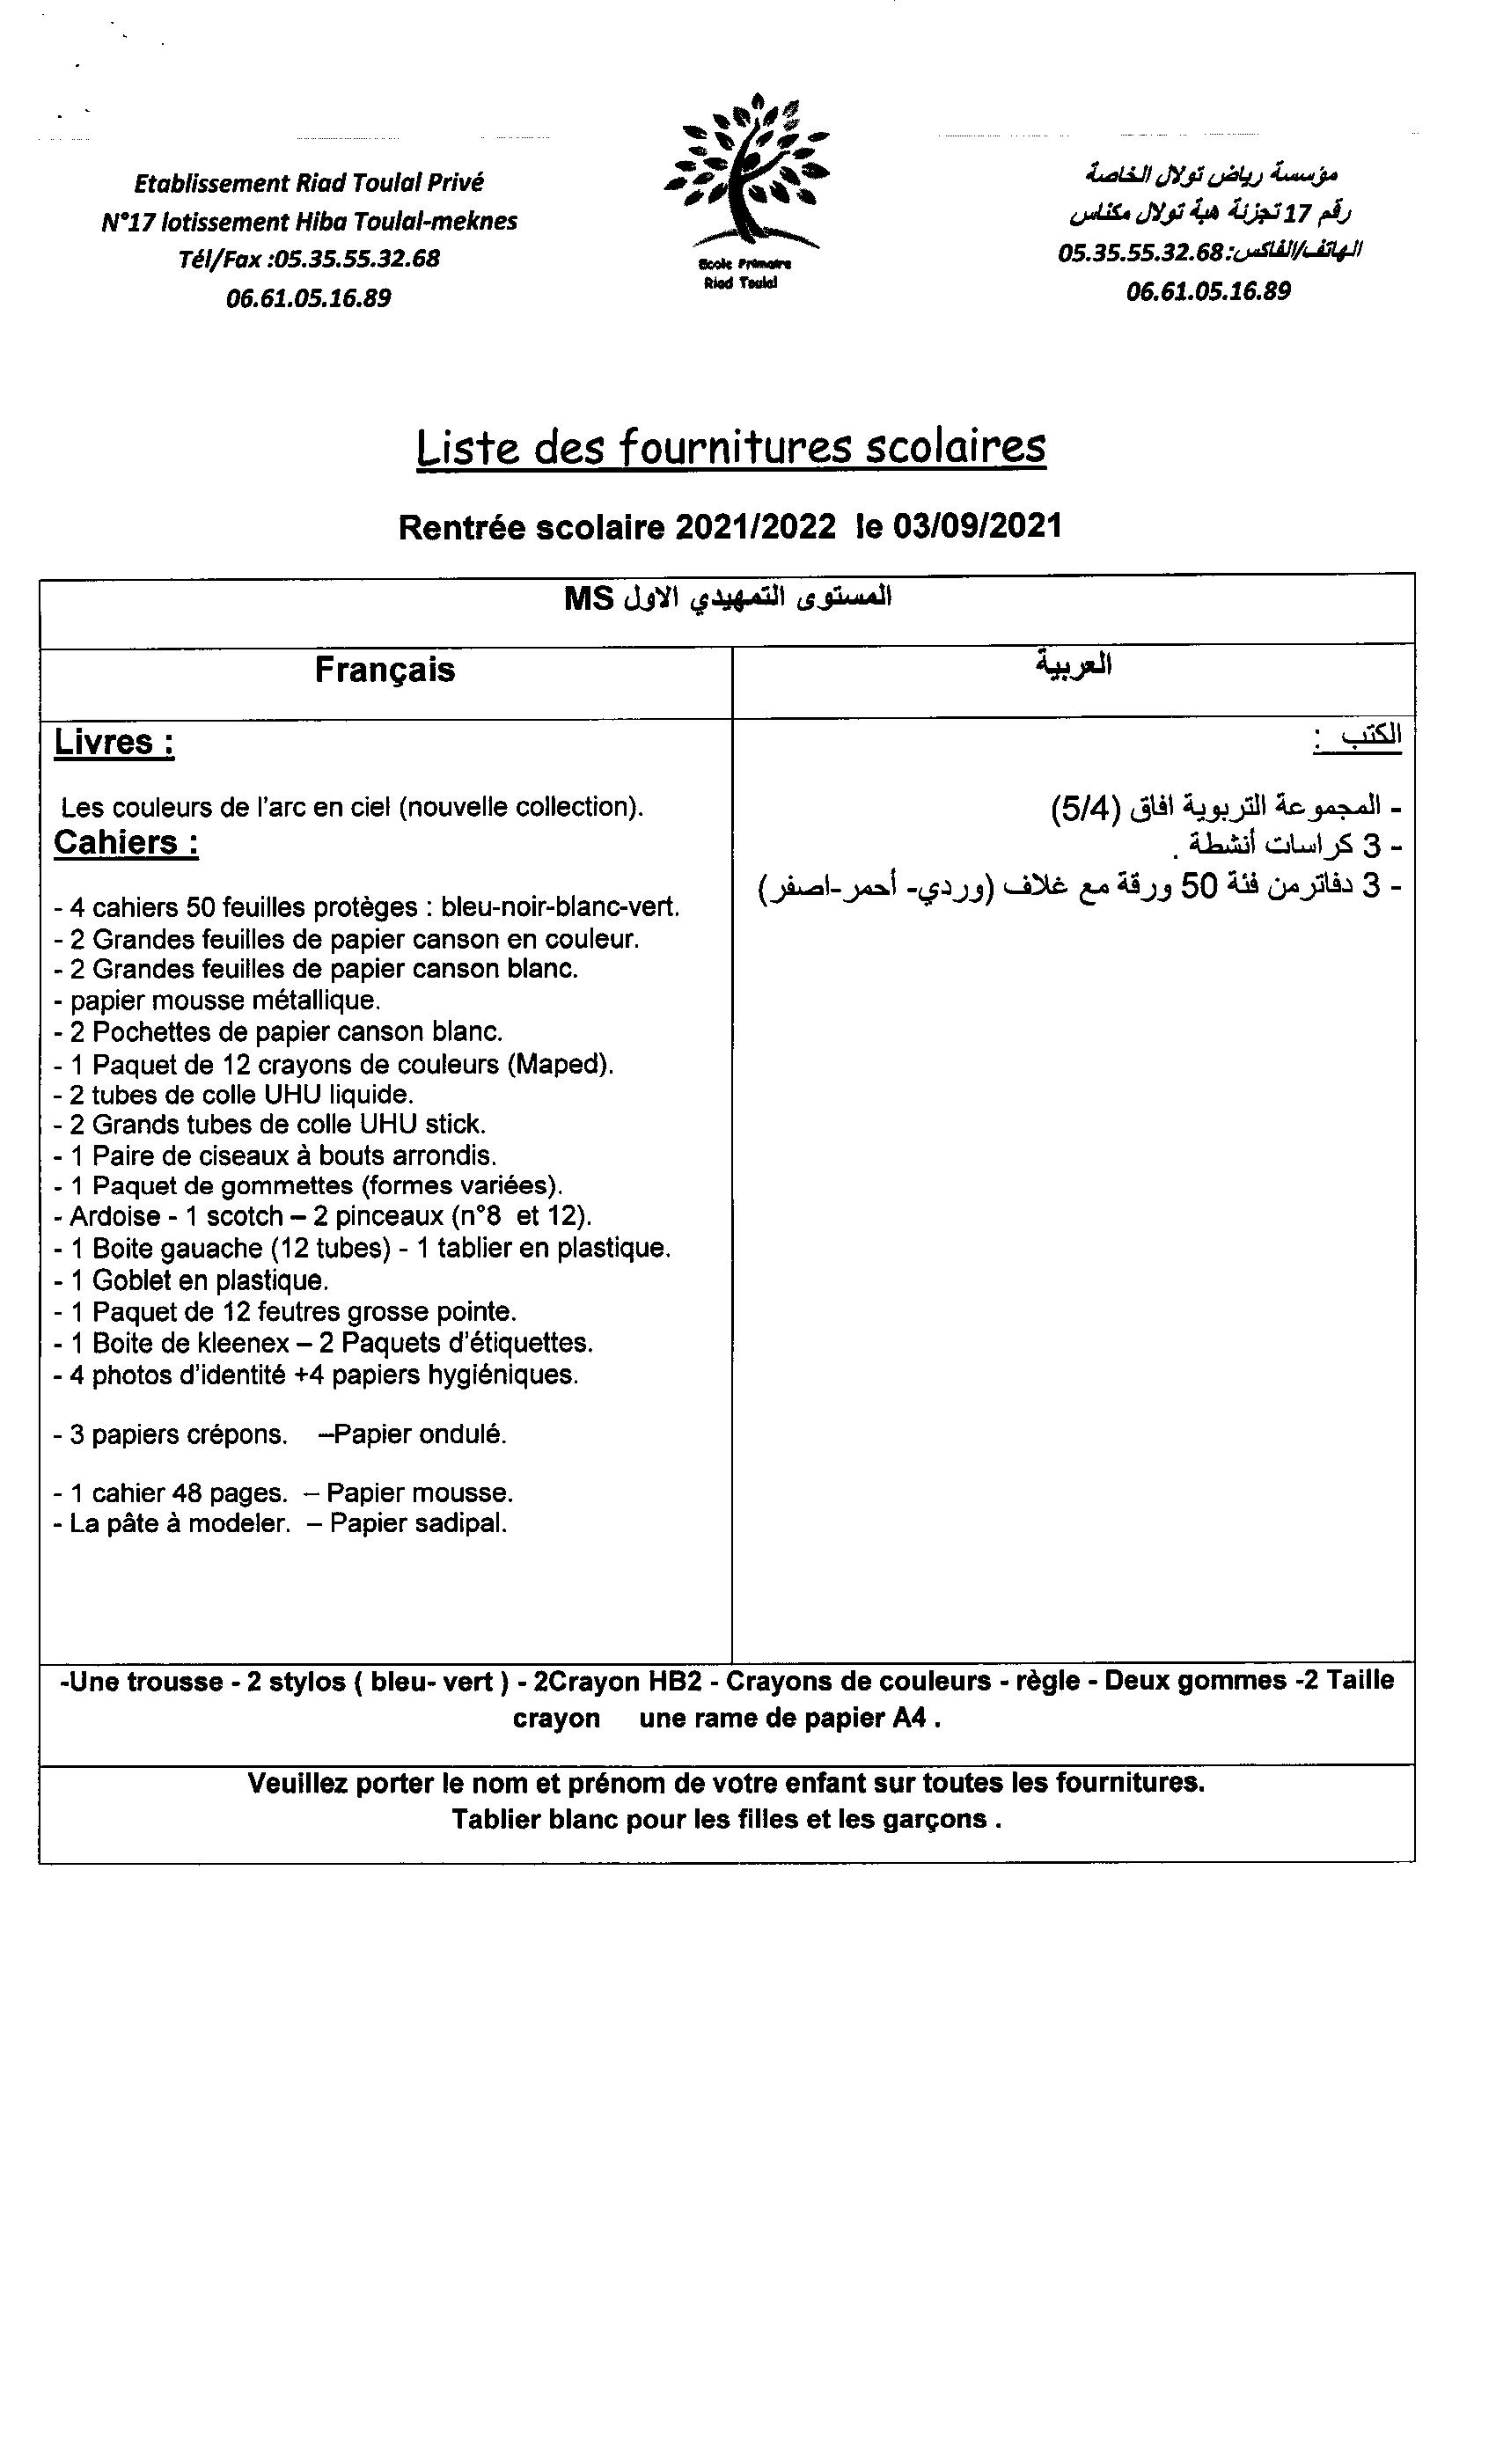 Etablissement Riad Toulal Privé
N°17 lotissement Hiba Toulal-meknes
Tél/Fax :05.35.55.32.68
06.61.05.16.89
Ecole Primaire
Riad Toulal
مؤسسة رياض تولال الخاصة
رقم 17 تجزئة هبة تولال مكناس
الهاتف/الفاكس:05.35.55.32.68
06.61.05.16.89
Liste des fournitures scolaires
Rentrée scolaire 2021/2022 le 03/09/2021
المستوى التمهيدي الاول MS
Français
العربية
Livres :
Les couleurs de l'arc en ciel (nouvelle collection).
Cahiers :
- 4 cahiers 50 feuilles protèges : bleu-noir-blanc-vert.
- 2 Grandes feuilles de papier canson en couleur.
- 2 Grandes feuilles de papier canson blanc.
- papier mousse métallique.
- 2 Pochettes de papier canson blanc.
- 1 Paquet de 12 crayons de couleurs (Maped).
- 2 tubes de colle UHU liquide.
- 2 Grands tubes de colle UHU stick.
- 1 Paire de ciseaux à bouts arrondis.
- 1 Paquet de gommettes (formes variées).
- Ardoise - 1 scotch – 2 pinceaux (n°8 et 12).
- 1 Boite gauache (12 tubes) - 1 tablier en plastique.
- 1 Goblet en plastique.
- 1 Paquet de 12 feutres grosse pointe.
- 1 Boite de kleenex – 2 Paquets d'étiquettes.
- 4 photos d'identité +4 papiers hygiéniques.
- 3 papiers crépons. –Papier ondulé.
- 1 cahier 48 pages. – Papier mousse.
- La pâte à modeler. – Papier sadipal.
الكتب :
- المجموعة التربوية افاق (5/4)
- 3 كراسات أنشطة .
- 3 دفاترمن فئة 50 ورقة مع غلاف (وردي- أحمر-اصفر)
-Une trousse - 2 stylos ( bleu- vert ) - 2Crayon HB2 - Crayons de couleurs - règle - Deux gommes -2 Taille
crayon une rame de papier A4 .
Veuillez porter le nom et prénom de votre enfant sur toutes les fournitures.
Tablier blanc pour les filles et les garçons .